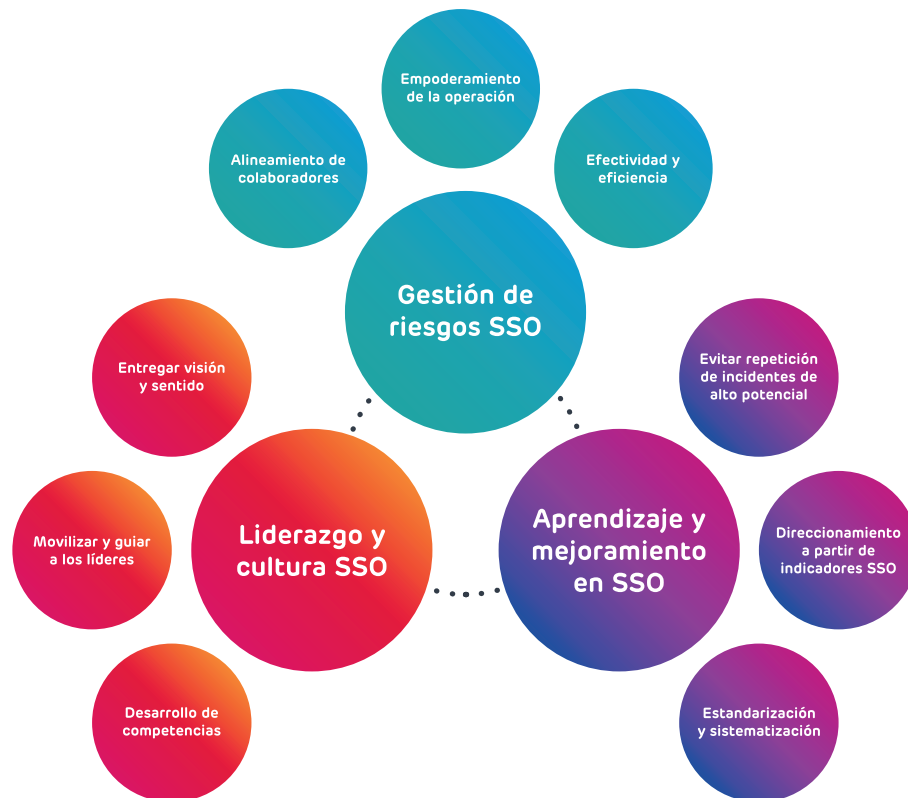 Empoderamiento
de la operación
Alineamiento de
colaboradores
Efectividad y
eficiencia
Gestión de
riesgos SSO
Entregar visión
y sentido
Movilizar y guiar
a los líderes
Desarrollo de
competencias
Liderazgo y
cultura SSO
Aprendizaje y
mejoramiento
en SSO
Evitar repetición
de incidentes de
alto potencial
Direccionamiento
a partir de
indicadores SSO
Estandarización
y sistematización